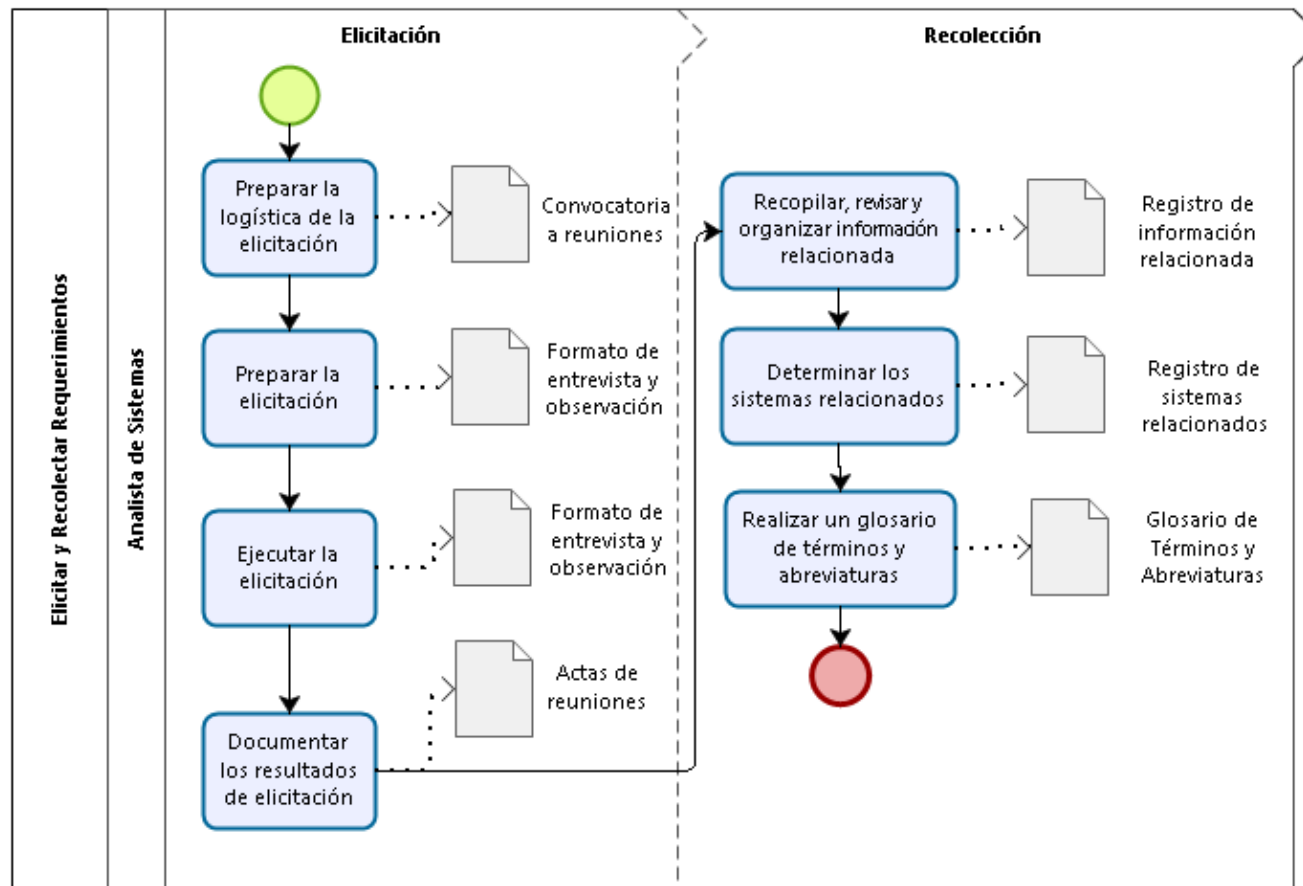 Elicitar y Recolectar Requerimientos
Analista de Sistemas
Elicitación
Preparar la
logística de la
elicitación
Convocatoria
a reuniones
Preparar la
elicitación
Formato de
entrevista y
observación
Ejecutar la
elicitación
Formato de
entrevista y
observación
Documentar
los resultados
de elicitación
Actas de
reuniones
Recolección
Recopilar, revisar y
organizar información
relacionada
Registro de
información
relacionada
Determinar los
sistemas relacionados
Registro de
sistemas
relacionados
Realizar un glosario
de términos y
abreviaturas
Glosario de
Términos y
Abreviaturas